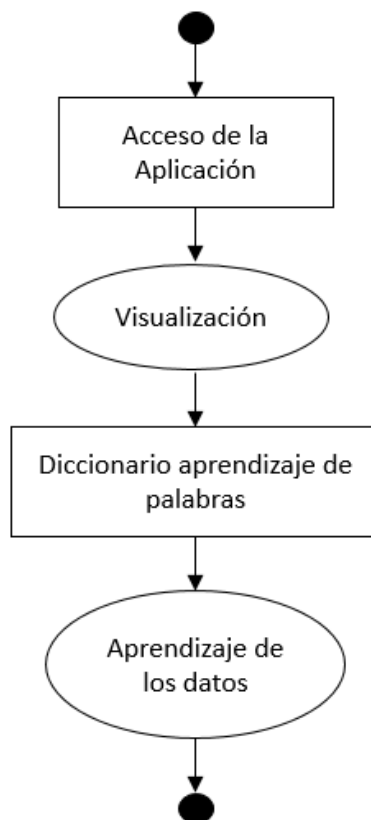 Acceso de la
Aplicación
Visualización
Diccionario aprendizaje de
palabras
Aprendizaje de
los datos